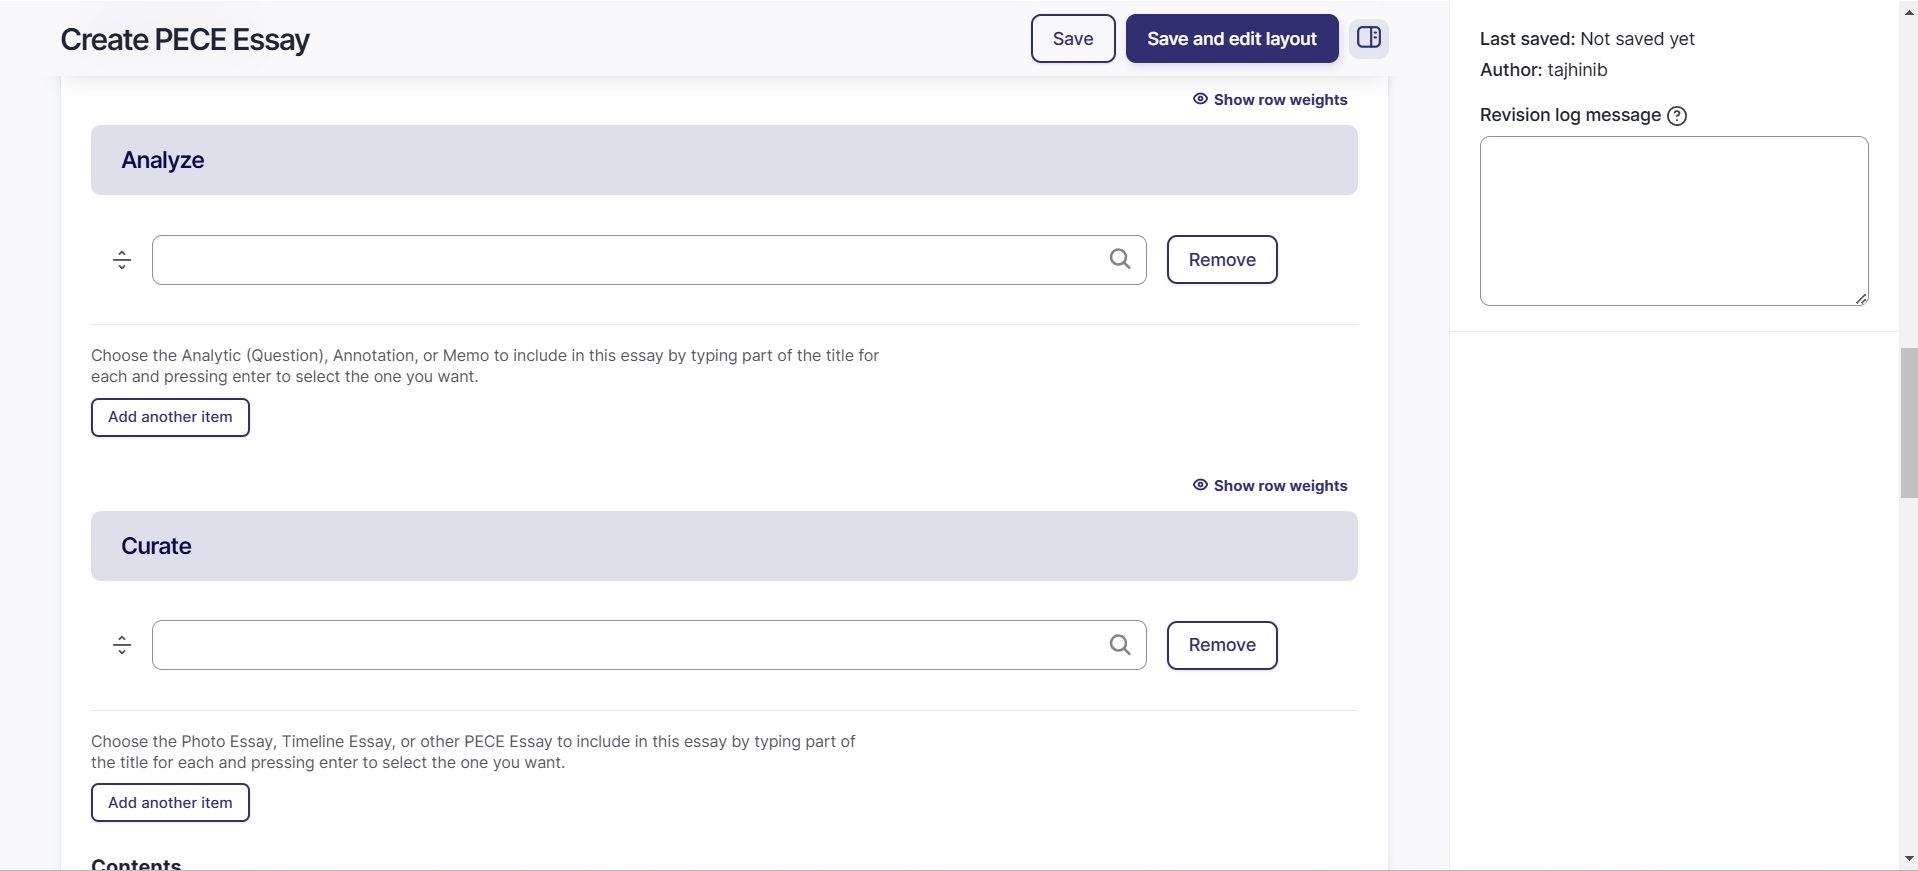 Create PECE Essay
Save
Save and edit layout
Show row weights
Analyze
Remove
Choose the Analytic (Question), Annotation, or Memo to include in this essay by typing part of the title for
each and pressing enter to select the one you want.
Add another item
Show row weights
Curate
Remove
Choose the Photo Essay, Timeline Essay, or other PECE Essay to include in this essay by typing part of
the title for each and pressing enter to select the one you want.
Add another item
Contents
Last saved: Not saved yet
Author: tajhinib
Revision log message ?